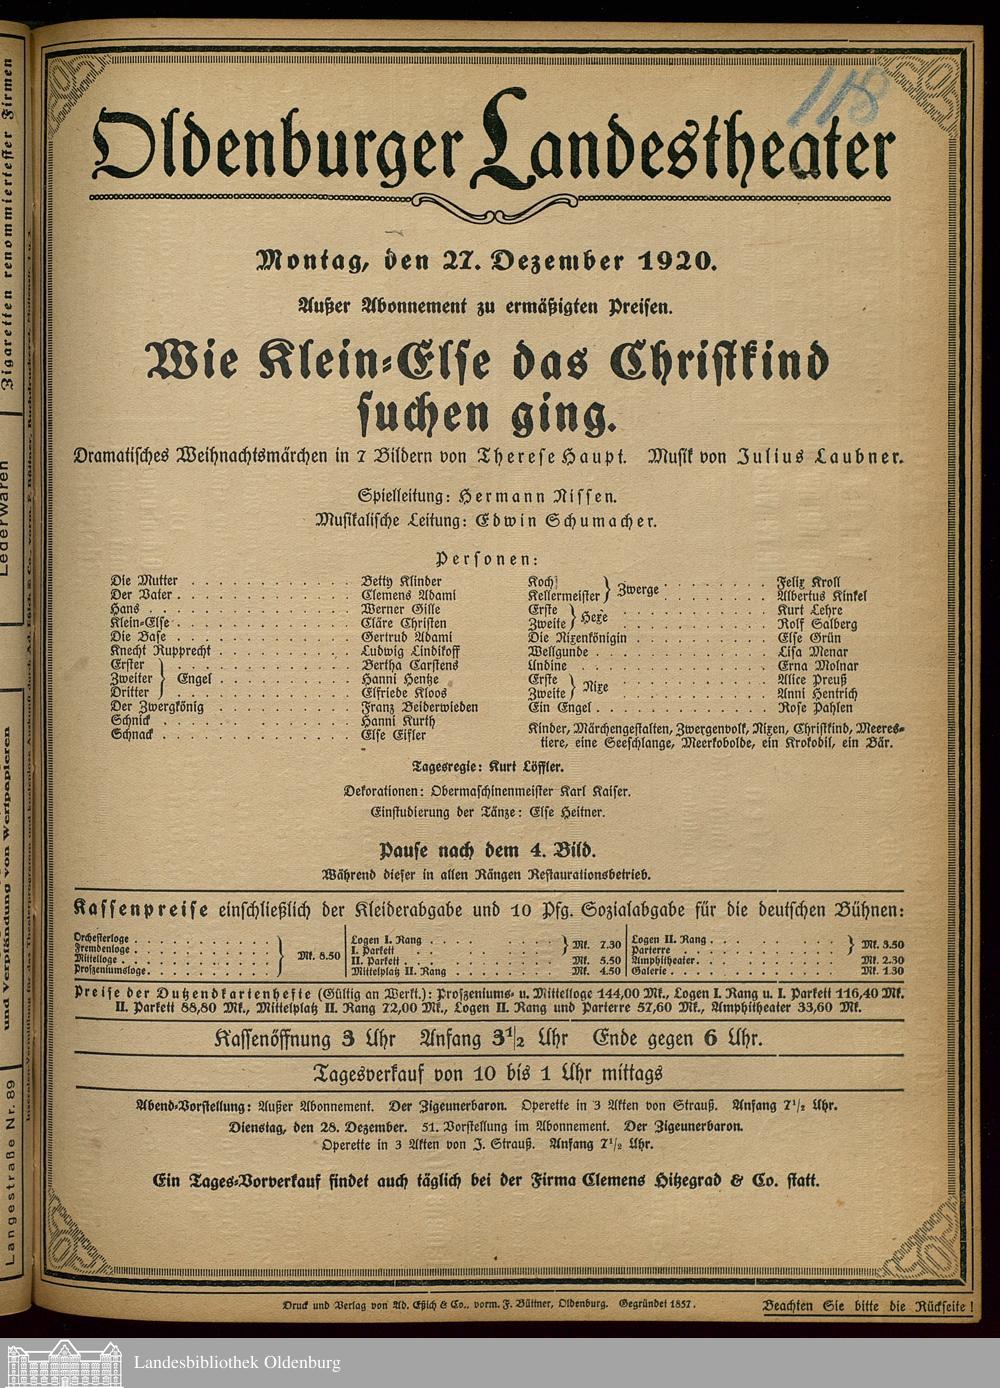 118
Oldenburger Landestheater
Montag, den 27. Dezember 1920.
Außer Abonnement zu ermäßigten Preisen.
Wie Klein-Else das Christkind
suchen ging.
Dramatisches Weihnachtsmärchen in 7 Bildern von Therese Haupt. Musik von Julius Laubner.
Spielleitung: Hermann Nissen.
Musikalische Leitung: Edwin Schumacher.
Personen:
Die Mutter . . . . . . . . . . . . Betty Klinder
Der Vater . . . . . . . . . . . . Clemens Adami
Hans . . . . . . . . . . . . Werner Gille
Klein-Else . . . . . . . . . . . . Cläre Christen
Die Base . . . . . . . . . . . . Gertrud Adami
Knecht Rupprecht . . . . . . . . . . Ludwig Lindikoff
Erster } Engel . . . . . . . . . . Bertha Carstens
Zweiter } Engel . . . . . . . . . . Hanni Hentze
Dritter } Engel . . . . . . . . . . Elfriede Kloos
Der Zwergkönig . . . . . . . . . . Franz Beiderwieden
Schnick . . . . . . . . . . . . Hanni Kurth
Schnack . . . . . . . . . . . . Else Eifler
Koch } Zwerge . . . . . . . . Felix Kroll
Kellermeister } Zwerge . . . . . . . . Albertus Kinkel
Erste } Hexe . . . . . . . . . . Kurt Lehre
Zweite } Hexe . . . . . . . . . . Rolf Salberg
Die Nixenkönigin . . . . . . . . . . Else Grün
Wellgunde . . . . . . . . . . . . Lisa Menar
Undine . . . . . . . . . . . . Erna Molnar
Erste } Nixe . . . . . . . . . . Alice Preuß
Zweite } Nixe . . . . . . . . . . Anni Hentrich
Ein Engel . . . . . . . . . . . . Rose Pahlen
Kinder, Märchengestalten, Zwergenvolk, Nixen, Christkind, Meeres-
tiere, eine Seeschlange, Meerkobolde, ein Krokodil, ein Bär.
Tagesregie: Kurt Löffler.
Dekorationen: Obermaschinenmeister Karl Kaiser.
Einstudierung der Tänze: Else Heitner.
Pause nach dem 4. Bild.
Während dieser in allen Rängen Restaurationsbetrieb.
Kassenpreise einschließlich der Kleiderabgabe und 10 Pfg. Sozialabgabe für die deutschen Bühnen:
Orchesterloge . . . . . . . . . .
Fremdenloge . . . . . . . . . .
Mittelloge . . . . . . . . . .
Proszeniumsloge . . . . . . . . . .
} Mk. 8.50
Logen I. Rang . . . . . . . . . .
I. Parkett . . . . . . . . . . } Mk. 7.30
II. Parkett . . . . . . . . . . Mk. 5.50
Mittelplatz II. Rang . . . . . . . . Mk. 4.50
Logen II. Rang . . . . . . . . . .
Parterre . . . . . . . . . . } Mk. 3.50
Amphitheater . . . . . . . . . . Mk. 2.30
Galerie . . . . . . . . . . Mk. 1.30
Preise der Dutzendkartenhefte (Gültig an Werkt.): Proszeniums- u. Mittelloge 144,00 Mk., Logen I. Rang u. I. Parkett 116,40 Mk.
II. Parkett 88,80 Mk., Mittelplatz II. Rang 72,00 Mk., Logen II. Rang und Parterre 57,60 Mk., Amphitheater 33,60 Mk.
Kassenöffnung 3 Uhr Anfang 3 1/2 Uhr Ende gegen 6 Uhr.
Tagesverkauf von 10 bis 1 Uhr mittags
Abend-Vorstellung: Außer Abonnement. Der Zigeunerbaron. Operette in 3 Akten von Strauß. Anfang 7 1/2 Uhr.
Dienstag, den 28. Dezember. 51. Vorstellung im Abonnement. Der Zigeunerbaron.
Operette in 3 Akten von J. Strauß. Anfang 7 1/2 Uhr.
Ein Tages-Vorverkauf findet auch täglich bei der Firma Clemens Hitzegrad & Co. statt.
Druck und Verlag von Ad. Eßich & Co., vorm. F. Büttner, Oldenburg. Gegründet 1857.
Beachten Sie bitte die Rückseite!
Zigaretten renommiertester Firmen
Lederwaren
und Verpfändung von Wertpapieren
Langestraße Nr. 89
Landesbibliothek Oldenburg